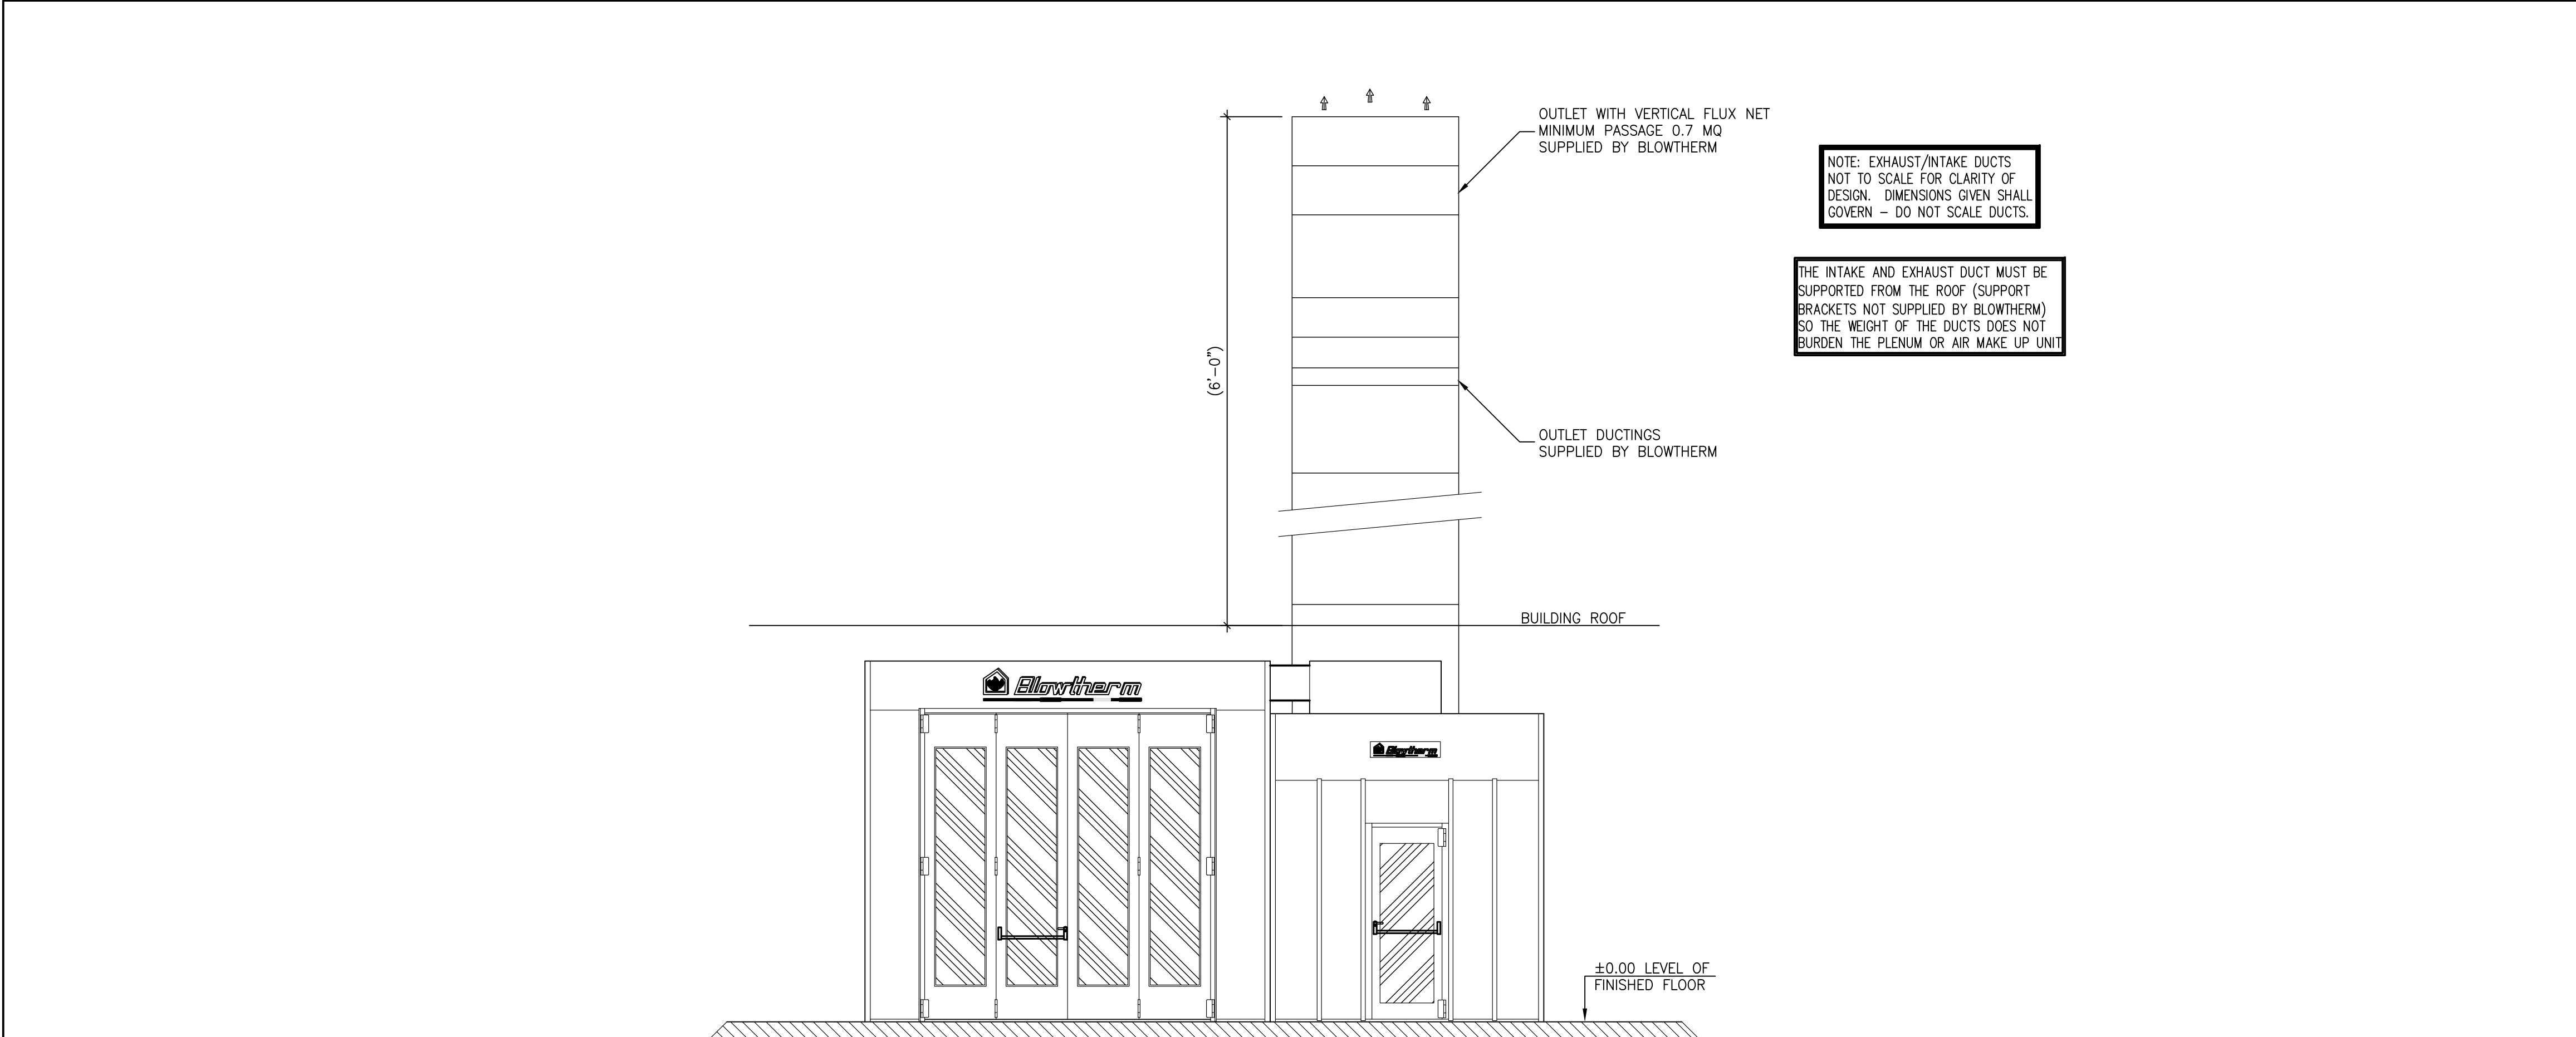 OUTLET WITH VERTICAL FLUX NET
MINIMUM PASSAGE 0.7 MQ
SUPPLIED BY BLOWTHERM
NOTE: EXHAUST/INTAKE DUCTS
NOT TO SCALE FOR CLARITY OF
DESIGN. DIMENSIONS GIVEN SHALL
GOVERN – DO NOT SCALE DUCTS.
THE INTAKE AND EXHAUST DUCT MUST BE
SUPPORTED FROM THE ROOF (SUPPORT
BRACKETS NOT SUPPLIED BY BLOWTHERM)
SO THE WEIGHT OF THE DUCTS DOES NOT
BURDEN THE PLENUM OR AIR MAKE UP UNIT
(6'-0")
OUTLET DUCTINGS
SUPPLIED BY BLOWTHERM
BUILDING ROOF
Blowtherm
Blowtherm
±0.00 LEVEL OF
FINISHED FLOOR